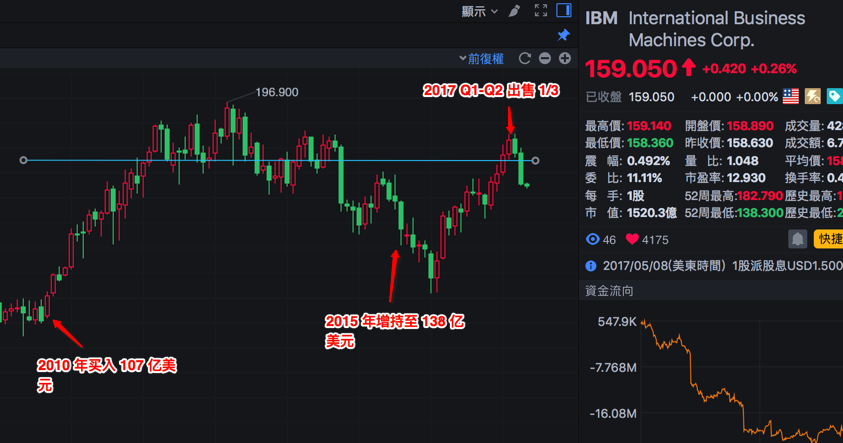 顯示
前復權
196.900
2017 Q1-Q2 出售 1/3
2015 年增持至 138 亿
美元
2010 年买入 107 亿美
元
IBM International Business
Machines Corp.
159.050 +0.420 +0.26%
已收盤 159.050 +0.000 +0.00%
最高價: 159.140 開盤價: 158.890 成交量: 42
最低價: 158.360 昨收價: 158.630 成交額: 6.7
震 幅: 0.492% 量 比: 1.048 平均價: 15
委 比: 11.11% 市盈率: 12.930 換手率: 0.4
每 手: 1股 52周最高:182.790 歷史最高:1
市 值: 1520.3億 52周最低:138.300 歷史最低:2
46 4175 快捷
2017/05/08(美東時間) 1股派股息USD1.500
資金流向
547.9K
-7.768M
-16.08M